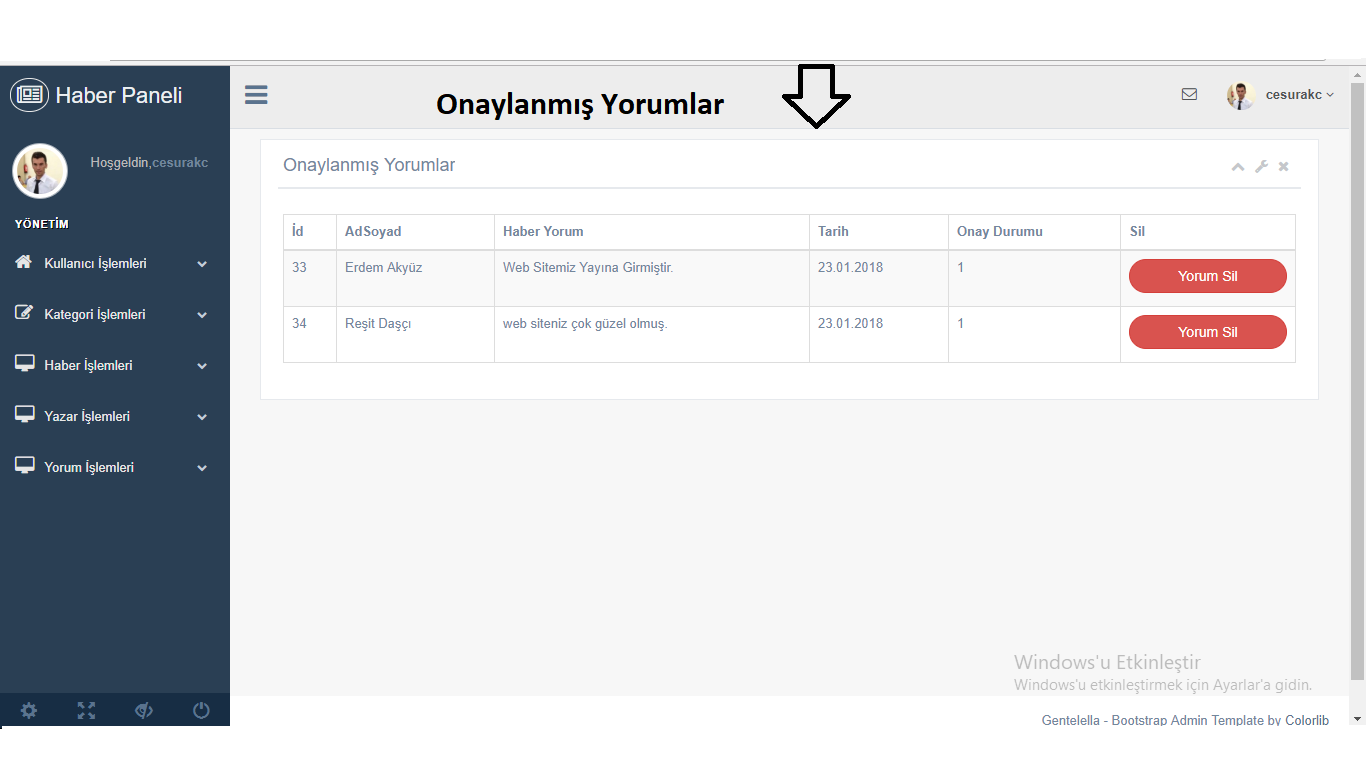 Haber Paneli
Onaylanmış Yorumlar
cesurakc
Hoşgeldin,cesurakc
YÖNETİM
Kullanıcı İşlemleri
Kategori İşlemleri
Haber İşlemleri
Yazar İşlemleri
Yorum İşlemleri
Onaylanmış Yorumlar
İd AdSoyad Haber Yorum Tarih Onay Durumu Sil
33 Erdem Akyüz Web Sitemiz Yayına Girmiştir. 23.01.2018 1 Yorum Sil
34 Reşit Daşçı web siteniz çok güzel olmuş. 23.01.2018 1 Yorum Sil
Windows'u Etkinleştir
Windows'u etkinleştirmek için Ayarlar'a gidin.
Gentelella - Bootstrap Admin Template by Colorlib